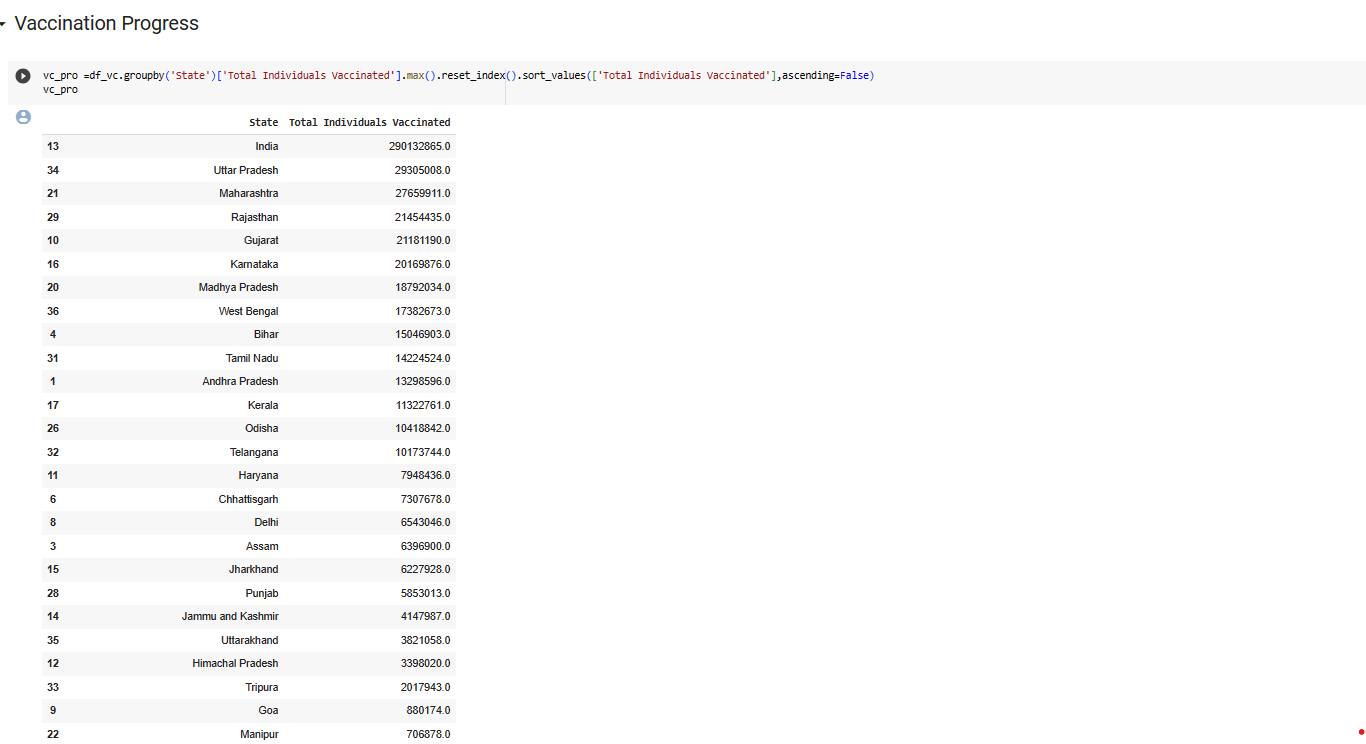 Vaccination Progress
vc_pro =df_vc.groupby('State')['Total Individuals Vaccinated'].max().reset_index().sort_values(['Total Individuals Vaccinated'],ascending=False)
vc_pro
State Total Individuals Vaccinated
13 India 290132865.0
34 Uttar Pradesh 29305008.0
21 Maharashtra 27659911.0
29 Rajasthan 21454435.0
10 Gujarat 21181190.0
16 Karnataka 20169876.0
20 Madhya Pradesh 18792034.0
36 West Bengal 17382673.0
4 Bihar 15046903.0
31 Tamil Nadu 14224524.0
1 Andhra Pradesh 13298596.0
17 Kerala 11322761.0
26 Odisha 10418842.0
32 Telangana 10173744.0
11 Haryana 7948436.0
6 Chhattisgarh 7307678.0
8 Delhi 6543046.0
3 Assam 6396900.0
15 Jharkhand 6227928.0
28 Punjab 5853013.0
14 Jammu and Kashmir 4147987.0
35 Uttarakhand 3821058.0
12 Himachal Pradesh 3398020.0
33 Tripura 2017943.0
9 Goa 880174.0
22 Manipur 706878.0